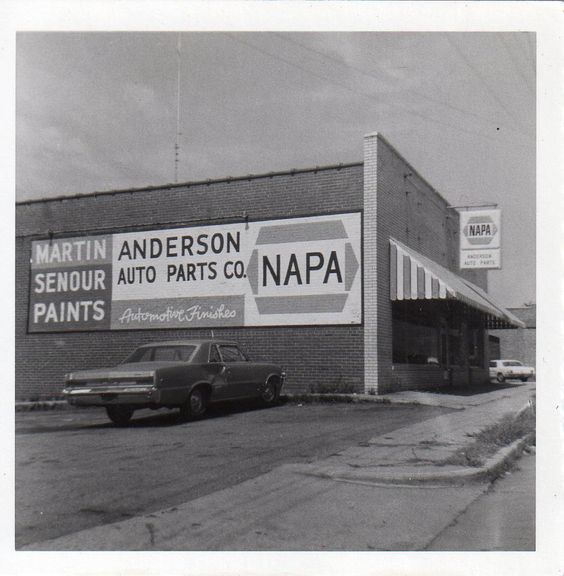 MARTIN
SENOUR
PAINTS
ANDERSON
AUTO PARTS CO.
Automotive Finishes
NAPA
NAPA
ANDERSON
AUTO PARTS